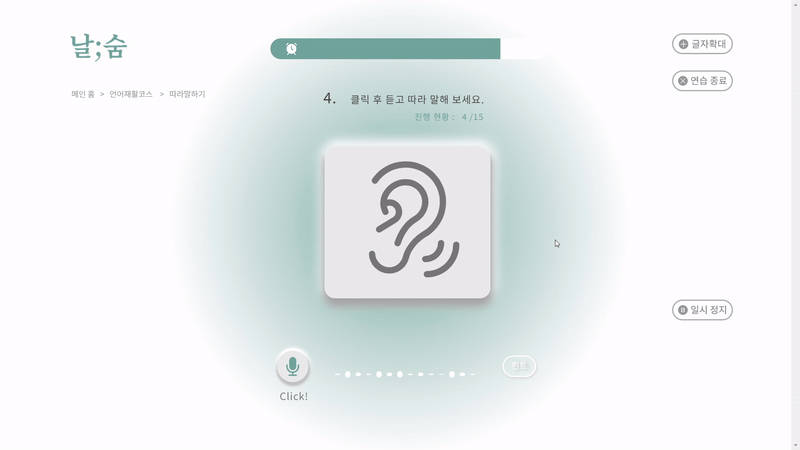 날;숨
글자확대
연습 종료
메인 홈 > 언어재활코스 > 따라말하기
4. 클릭 후 듣고 따라 말해 보세요.
진행 현황 : 4 /15
일시 정지
Click!